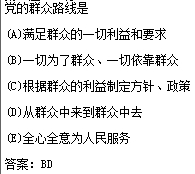 党的群众路线是
(A)满足群众的一切利益和要求
(B)一切为了群众、一切依靠群众
(C)根据群众的利益制定方针、政策
(D)从群众中来到群众中去
(E)全心全意为人民服务
答案：BD